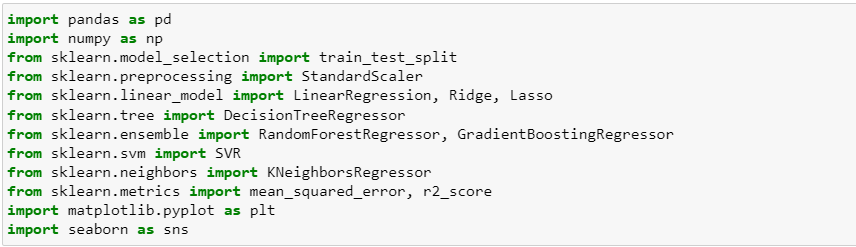 import pandas as pd
import numpy as np
from sklearn.model_selection import train_test_split
from sklearn.preprocessing import StandardScaler
from sklearn.linear_model import LinearRegression, Ridge, Lasso
from sklearn.tree import DecisionTreeRegressor
from sklearn.ensemble import RandomForestRegressor, GradientBoostingRegressor
from sklearn.svm import SVR
from sklearn.neighbors import KNeighborsRegressor
from sklearn.metrics import mean_squared_error, r2_score
import matplotlib.pyplot as plt
import seaborn as sns